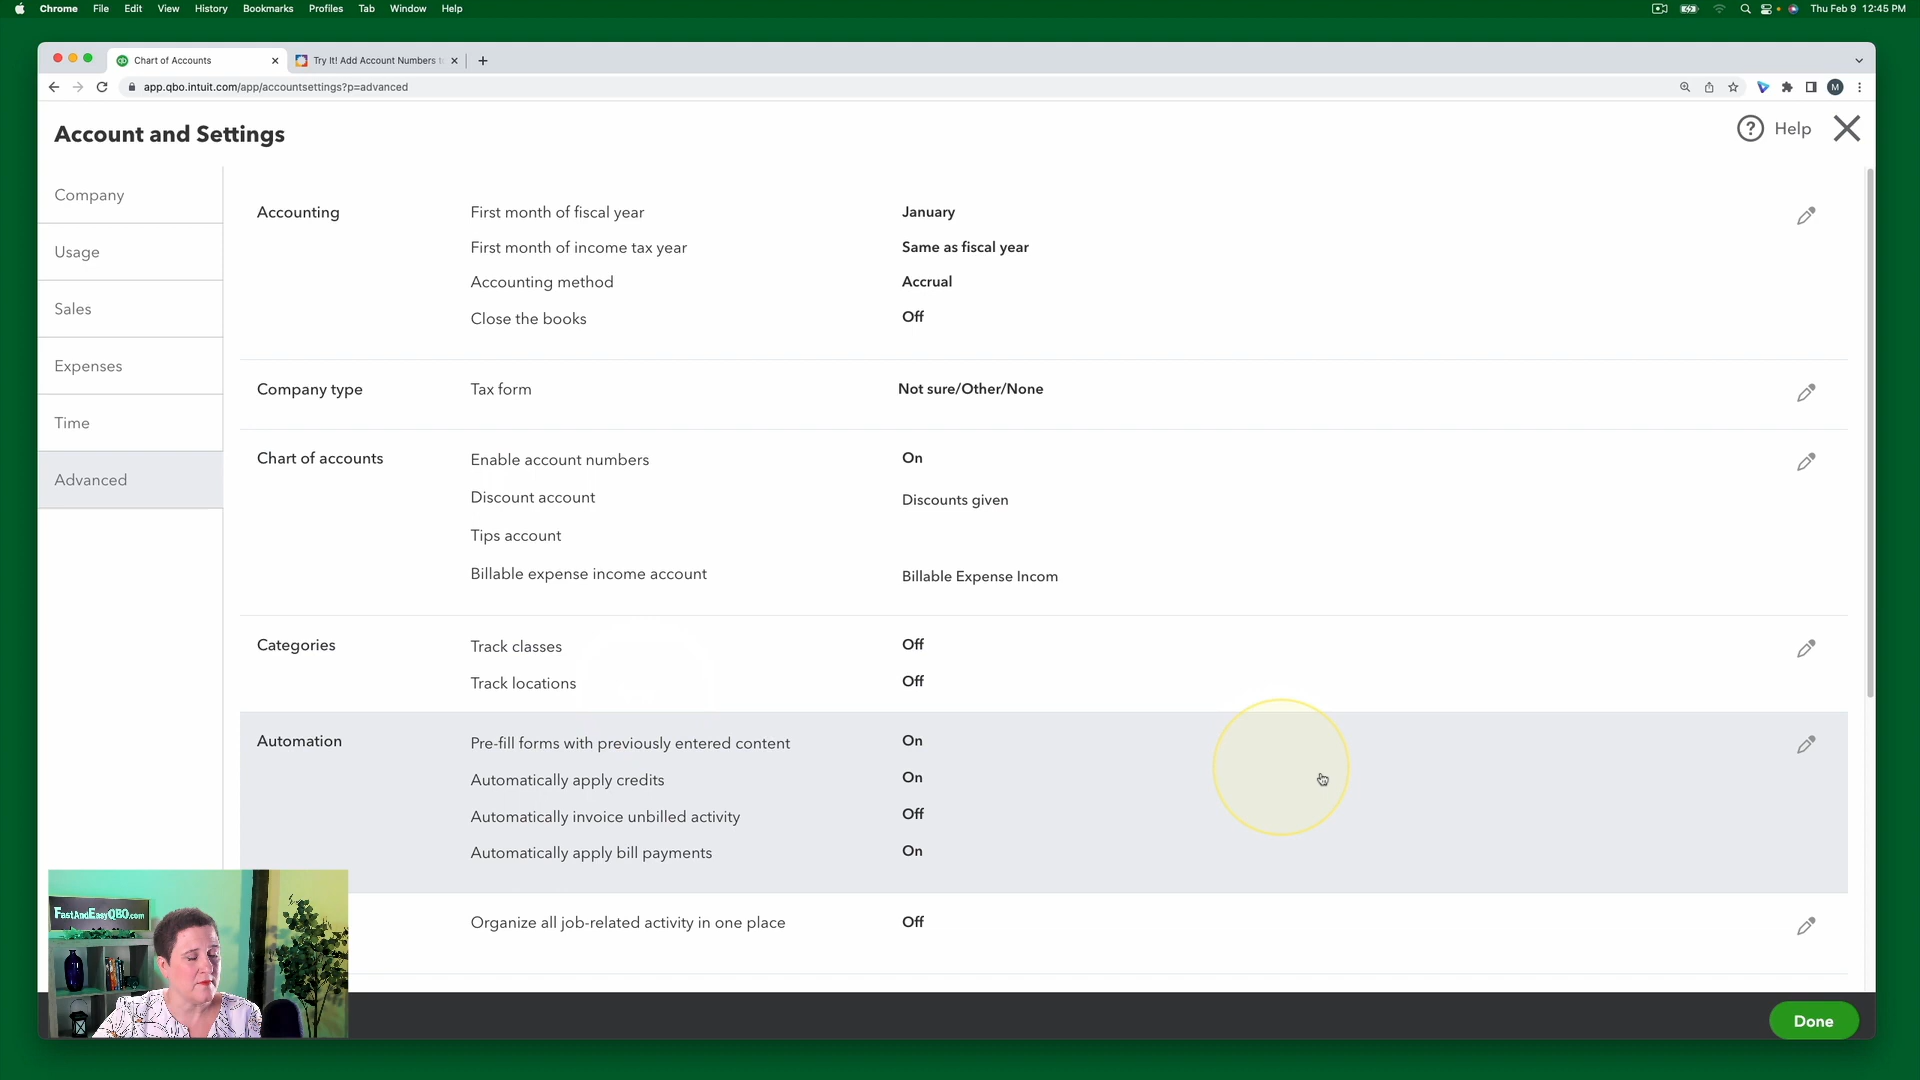 Chrome File Edit View History Bookmarks Profiles Tab Window Help
Thu Feb 9 12:45 PM
Chart of Accounts
Try It! Add Account Numbers
app.qbo.intuit.com/app/accountsettings?p=advanced
M
Account and Settings
? Help
Company
Usage
Sales
Expenses
Time
Advanced
Accounting
First month of fiscal year January
First month of income tax year Same as fiscal year
Accounting method Accrual
Close the books Off
Company type Tax form Not sure/Other/None
Chart of accounts
Enable account numbers On
Discount account Discounts given
Tips account
Billable expense income account Billable Expense Incom
Categories
Track classes Off
Track locations Off
Automation
Pre-fill forms with previously entered content On
Automatically apply credits On
Automatically invoice unbilled activity Off
Automatically apply bill payments On
Organize all job-related activity in one place Off
FastAndEasyQBO.com
Done